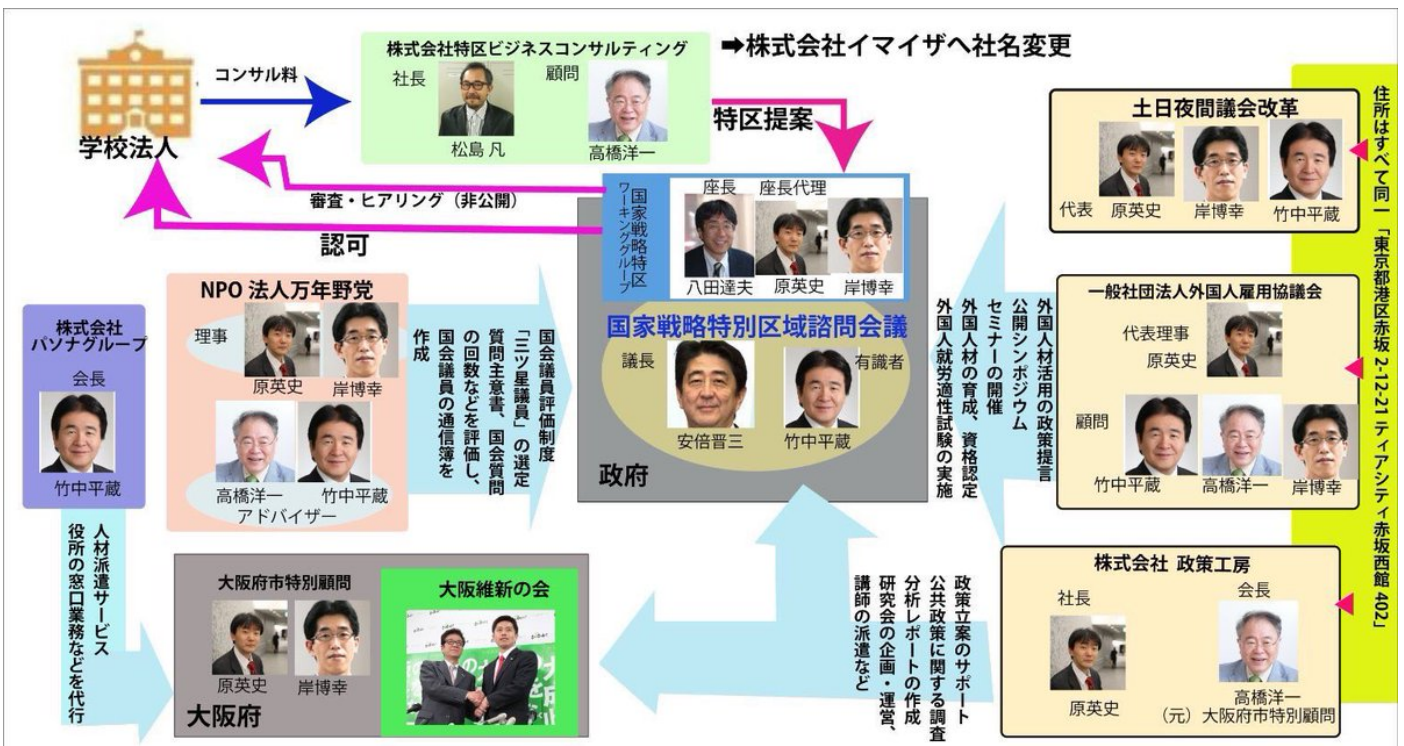 株式会社特区ビジネスコンサルティング
➡株式会社イマイザへ社名変更
社長
顧問
松島 凡
高橋洋一
コンサル料
学校法人
特区提案
審査・ヒアリング（非公開）
認可
国家戦略特区
ワーキンググループ
座長
座長代理
八田達夫
原英史
岸博幸
国家戦略特別区域諮問会議
議長
有識者
安倍晋三
竹中平蔵
政府
土日夜間議会改革
代表
原英史
岸博幸
竹中平蔵
住所はすべて同一「東京都港区赤坂 2-12-21 ティアシティ赤坂西館 402」
一般社団法人外国人雇用協議会
代表理事
原英史
顧問
竹中平蔵
高橋洋一
岸博幸
外国人材活用の政策提言
公開シンポジウム
セミナーの開催
外国人材の育成、資格認定
外国人就労適性試験の実施
NPO 法人万年野党
理事
原英史
岸博幸
高橋洋一
竹中平蔵
アドバイザー
国会議員評価制度
「三ツ星議員」の選定
質問主意書、国会質問
の回数などを評価し、
国会議員の通信簿を
作成
株式会社
パソナグループ
会長
竹中平蔵
人材派遣サービス
役所の窓口業務などを代行
大阪府市特別顧問
原英史
岸博幸
大阪府
大阪維新の会
政策立案のサポート
公共政策に関する調査
分析レポートの作成
研究会の企画・運営、
講師の派遣など
株式会社 政策工房
社長
会長
原英史
高橋洋一
（元）大阪府市特別顧問